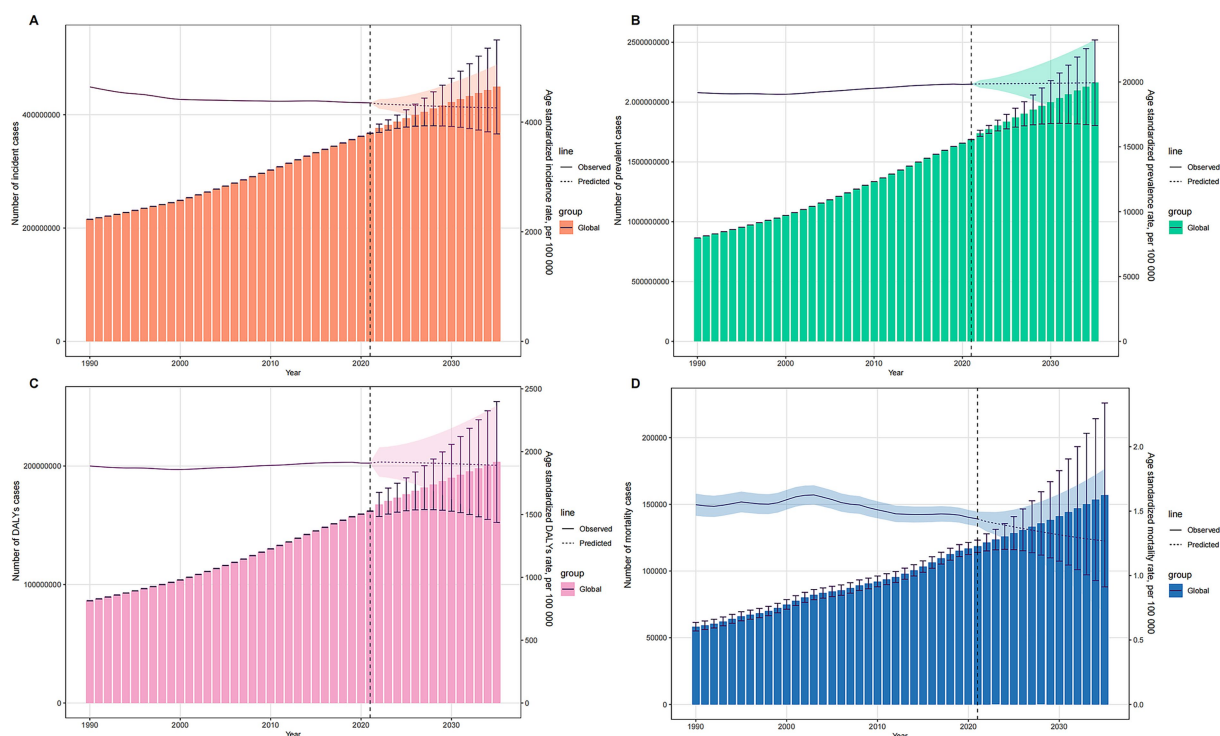 A
Number of incident cases
400000000
200000000
0
1990
2000
2010
2020
2030
Year
4000
2000
0
Age standardized incidence rate, per 100 000
line
Observed
Predicted
group
Global
B
Number of prevalent cases
2500000000
2.000000000
1500000000
1000000000
500000000
0
1990
2000
2010
2020
2030
Year
20000
15000
10000
5000
0
Age standardized prevalence rate, per 100 000
line
Observed
Predicted
group
Global
C
Number of DALY's cases
200000000
100000000
0
1990
2000
2010
2020
2030
Year
2500
2000
1500
1000
500
0
Age standardized DALY's rate, per 100 000
line
Observed
Predicted
group
Global
D
Number of mortality cases
200000
150000
100000
50000
0
1990
2000
2010
2020
2030
Year
2.0
1.5
1.0
0.5
0.0
Age standardized mortality rate, per 100 000
line
Observed
Predicted
group
Global